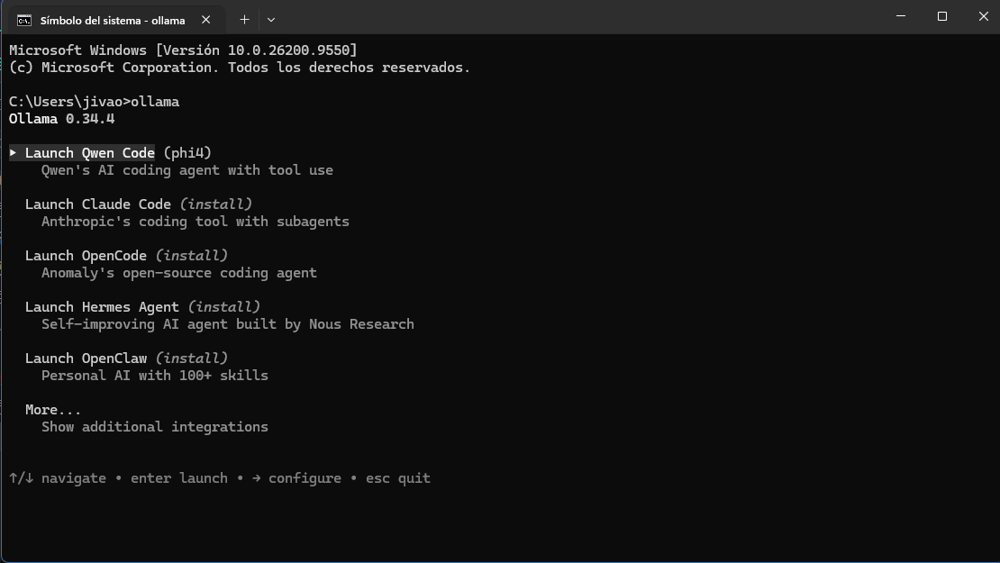 Símbolo del sistema - ollama
Microsoft Windows [Versión 10.0.26200.9550]
(c) Microsoft Corporation. Todos los derechos reservados.
C:\Users\jivao>ollama
Ollama 0.34.4
▸ Launch Qwen Code (phi4)
Qwen's AI coding agent with tool use
Launch Claude Code (install)
Anthropic's coding tool with subagents
Launch OpenCode (install)
Anomaly's open-source coding agent
Launch Hermes Agent (install)
Self-improving AI agent built by Nous Research
Launch OpenClaw (install)
Personal AI with 100+ skills
More...
Show additional integrations
↑/↓ navigate • enter launch • → configure • esc quit